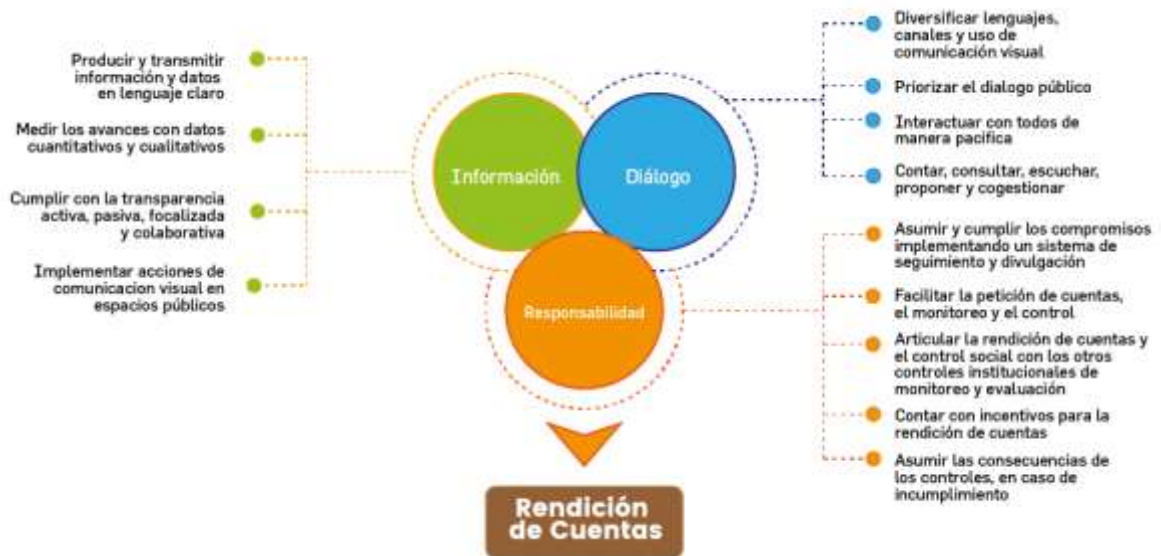 Producir y transmitir
información y datos
en lenguaje claro
Medir los avances con datos
cuantitativos y cualitativos
Cumplir con la transparencia
activa, pasiva, focalizada
y colaborativa
Implementar acciones de
comunicacion visual en
espacios públicos
Información
Diálogo
Responsabilidad
Diversificar lenguajes,
canales y uso de
comunicación visual
Priorizar el dialogo público
Interactuar con todos de
manera pacifica
Contar, consultar, escuchar,
proponer y cogestionar
Asumir y cumplir los compromisos
implementando un sistema de
seguimiento y divulgación
Facilitar la petición de cuentas,
el monitoreo y el control
Articular la rendición de cuentas y
el control social con los otros
controles institucionales de
monitoreo y evaluación
Contar con incentivos para la
rendición de cuentas
Asumir las consecuencias de
los controles, en caso de
incumplimiento
Rendición
de Cuentas